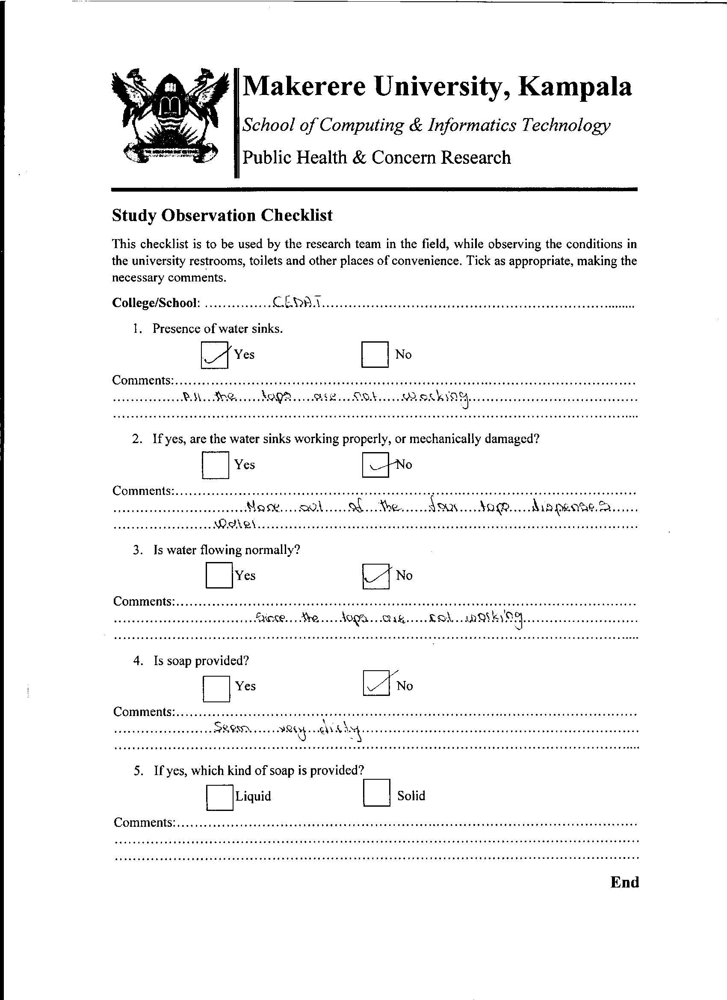 Makerere University, Kampala
School of Computing & Informatics Technology
Public Health & Concern Research
Study Observation Checklist
This checklist is to be used by the research team in the field, while observing the conditions in
the university restrooms, toilets and other places of convenience. Tick as appropriate, making the
necessary comments.
College/School: CEDAT
1. Presence of water sinks.
Yes No
Comments:
All the taps are not working
2. If yes, are the water sinks working properly, or mechanically damaged?
Yes No
Comments:
None out of the four taps dispenses
water
3. Is water flowing normally?
Yes No
Comments:
Since the taps are not working
4. Is soap provided?
Yes No
Comments:
Seem very dirty
5. If yes, which kind of soap is provided?
Liquid Solid
Comments:
End